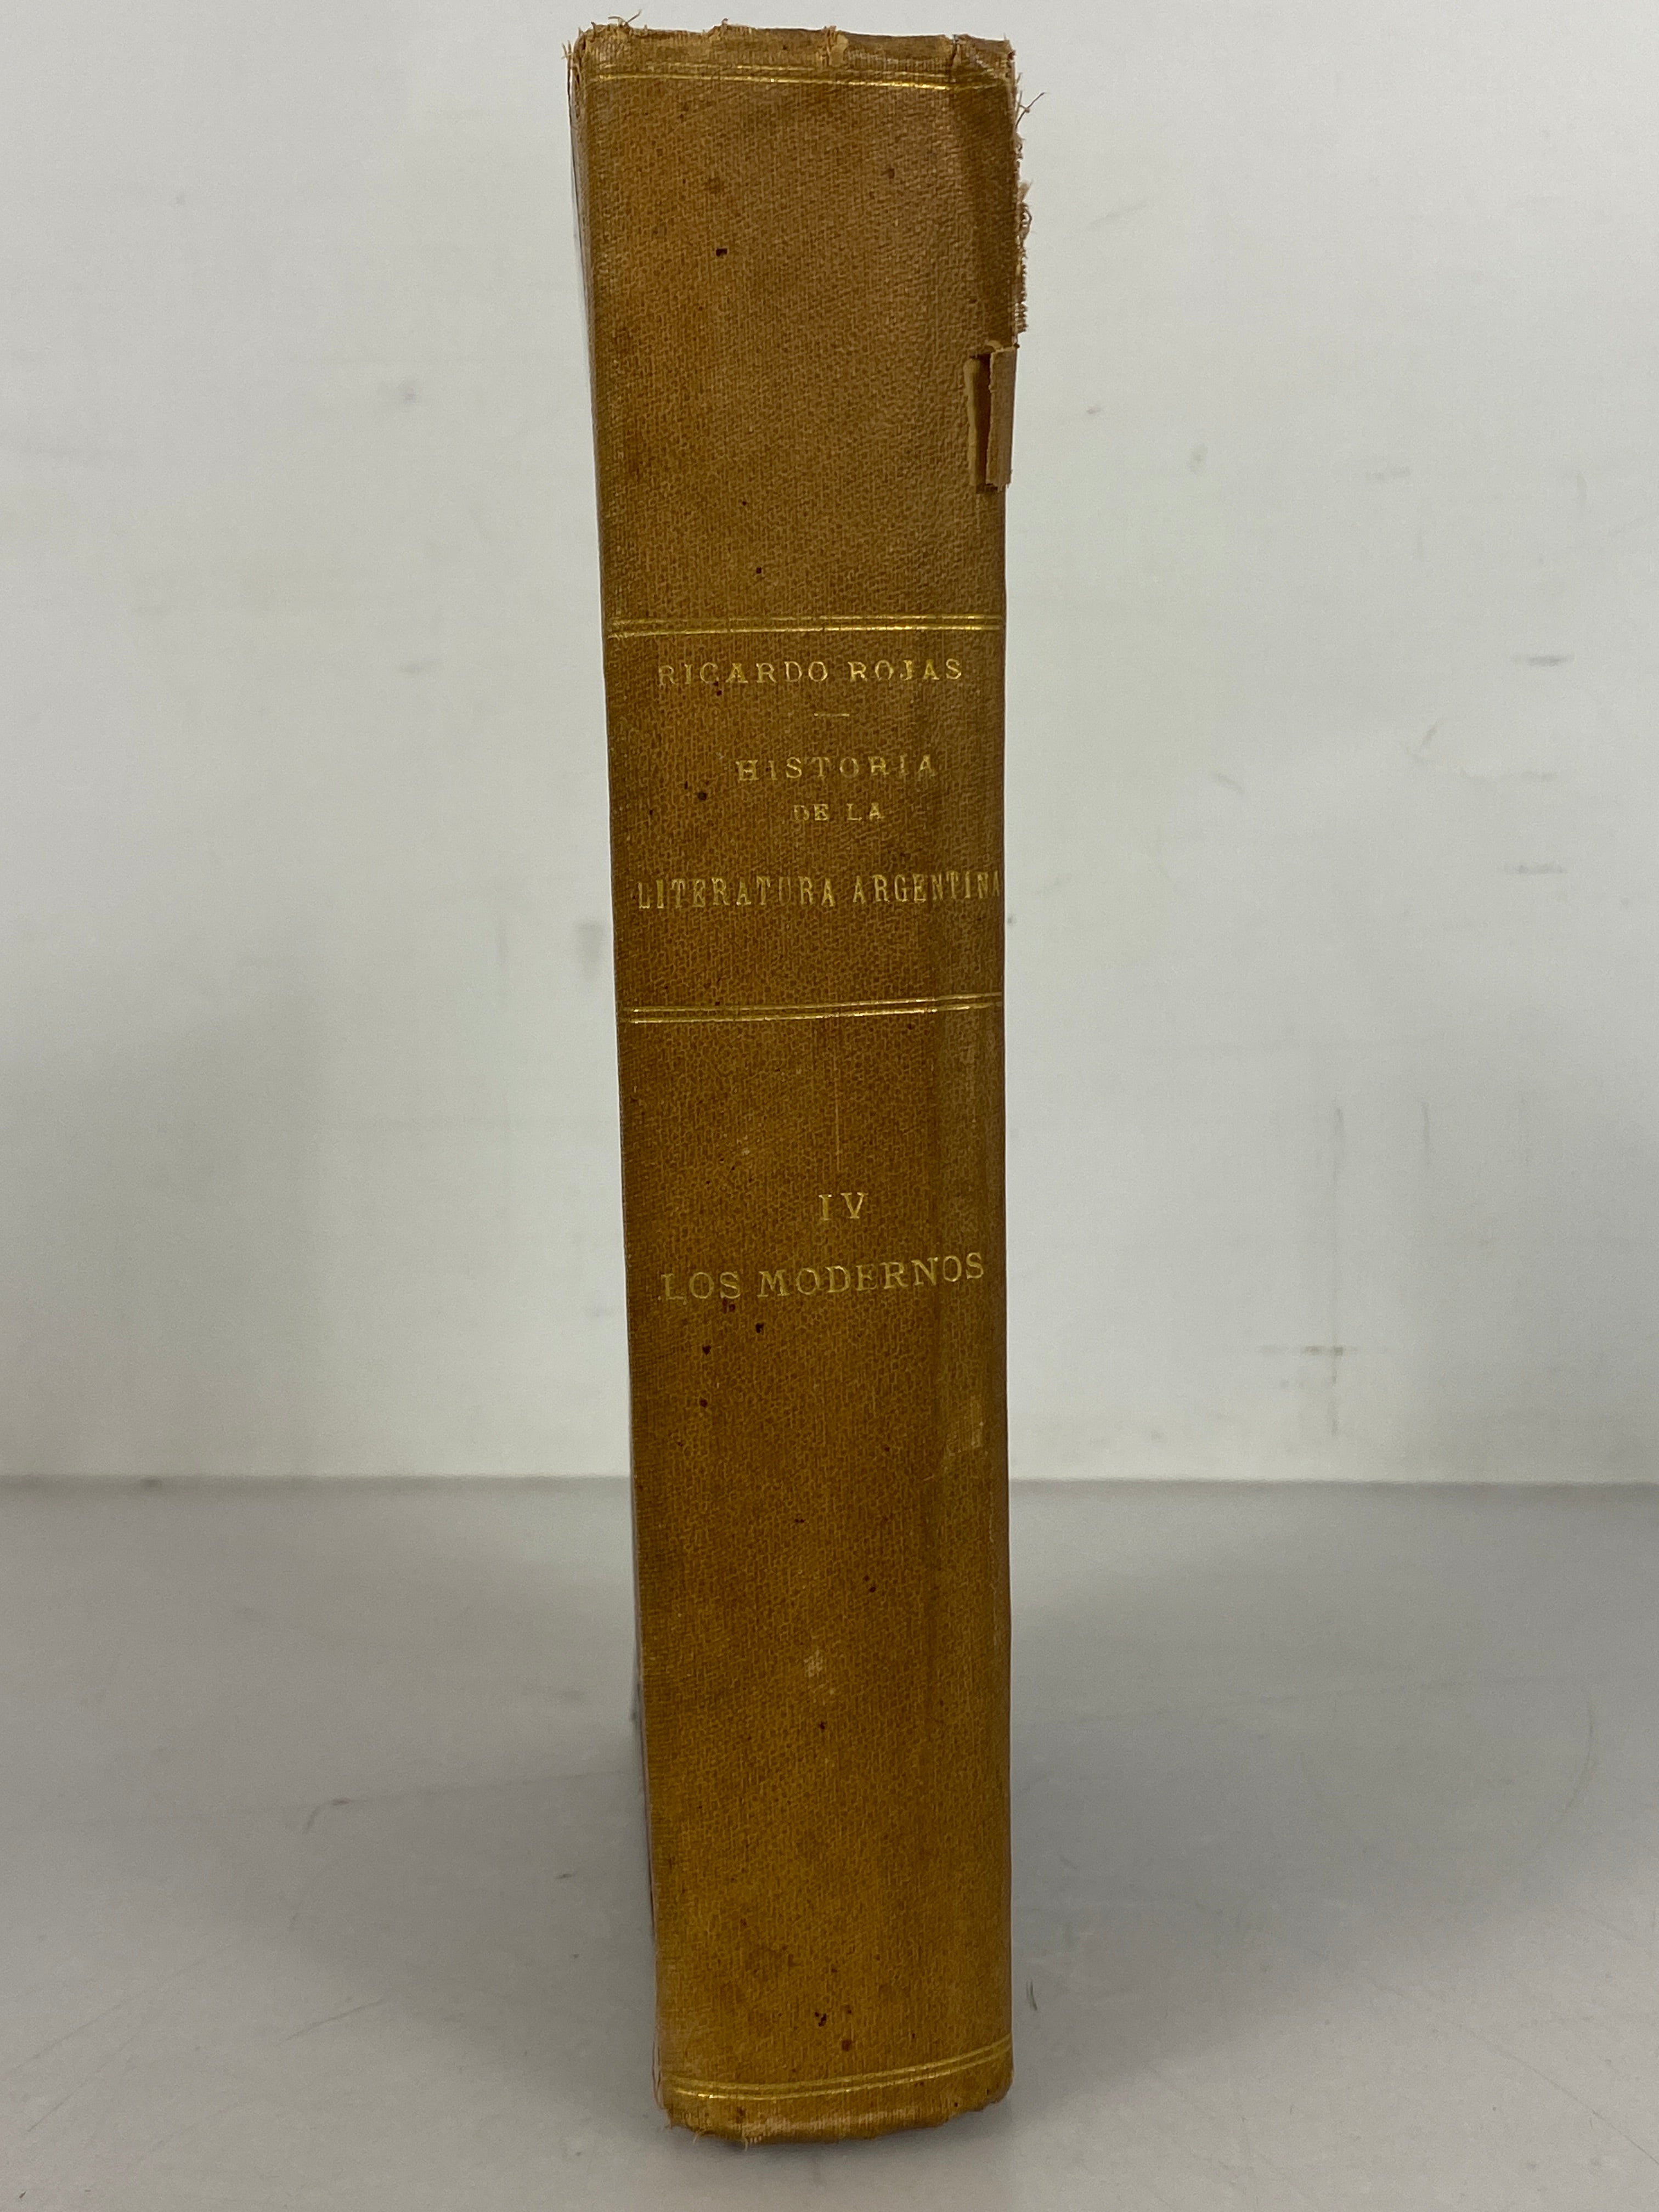 RICARDO ROJAS
HISTORIA
DE LA
LITERATURA ARGENTINA
IV
LOS MODERNOS